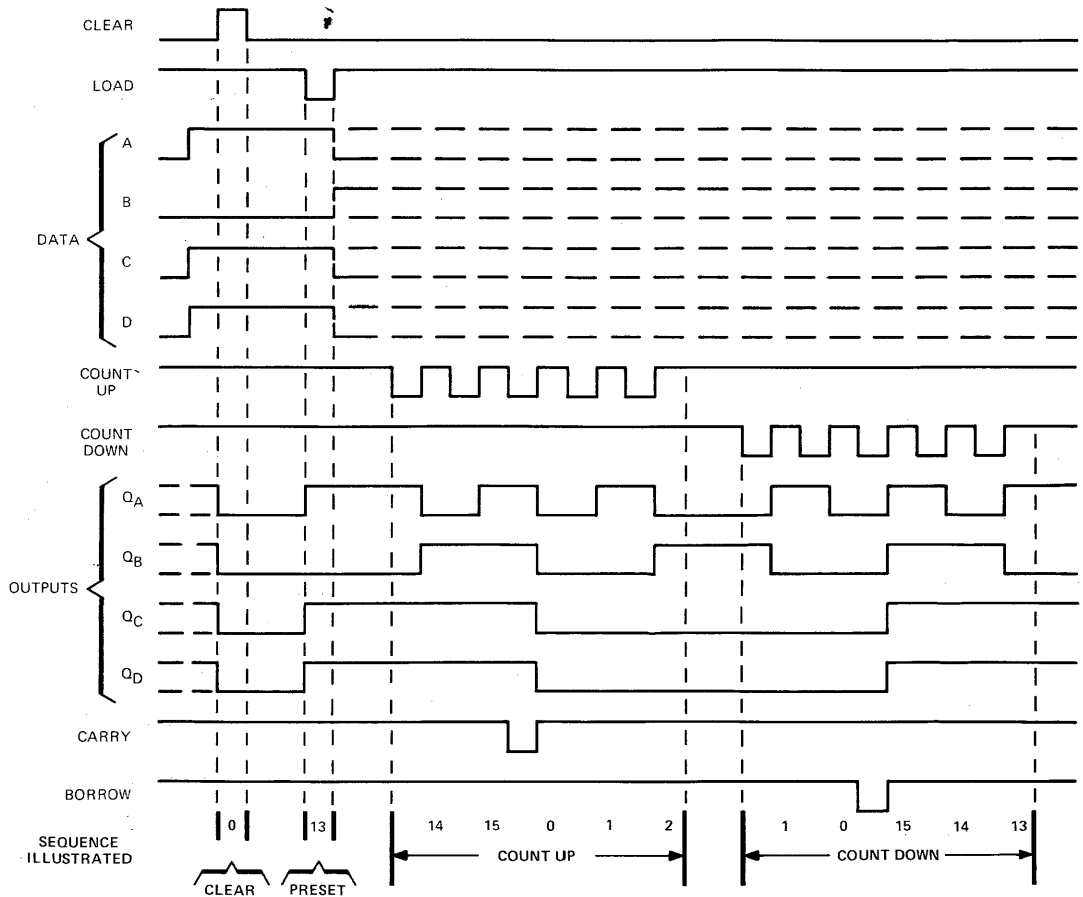 CLEAR
LOAD
A
B
DATA
C
D
COUNT
UP
COUNT
DOWN
QA
QB
OUTPUTS
QC
QD
CARRY
BORROW
SEQUENCE
ILLUSTRATED
0 13 14 15 0 1 2 1 0 15 14 13
COUNT UP COUNT DOWN
CLEAR PRESET